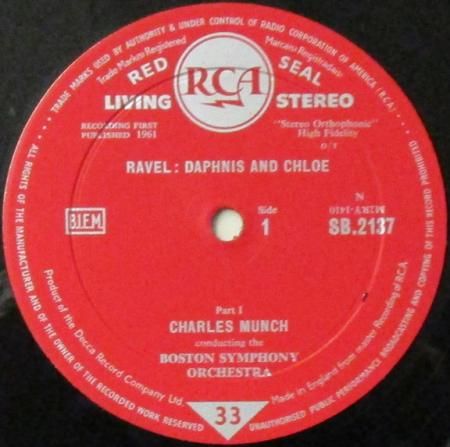 TRADE MARKS USED BY AUTHORITY & UNDER CONTROL OF RADIO CORPORATION OF AMERICA (R.C.A.)
Trade Marks Registered
Marcas Registradas
RED RCA SEAL
LIVING STEREO
RECORDING FIRST
PUBLISHED 1961
"Stereo Orthophonic"
High Fidelity
O/T
RAVEL : DAPHNIS AND CHLOE
B.I.E.M.
Side
1
N
M2RY-1410
SB.2137
Part I
CHARLES MUNCH
conducting the
BOSTON SYMPHONY
ORCHESTRA
Product of the Decca Record Company Ltd.
Made in England from master Recording of R.C.A.
33
ALL RIGHTS OF THE MANUFACTURER AND OF THE OWNER OF THE RECORDED WORK RESERVED
UNAUTHORISED PUBLIC PERFORMANCE BROADCASTING AND COPYING OF THIS RECORD PROHIBITED